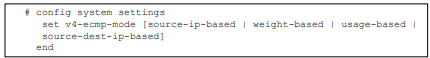 # config system settings
set v4-ecmp-mode [source-ip-based | weight-based | usage-based |
source-dest-ip-based]
end